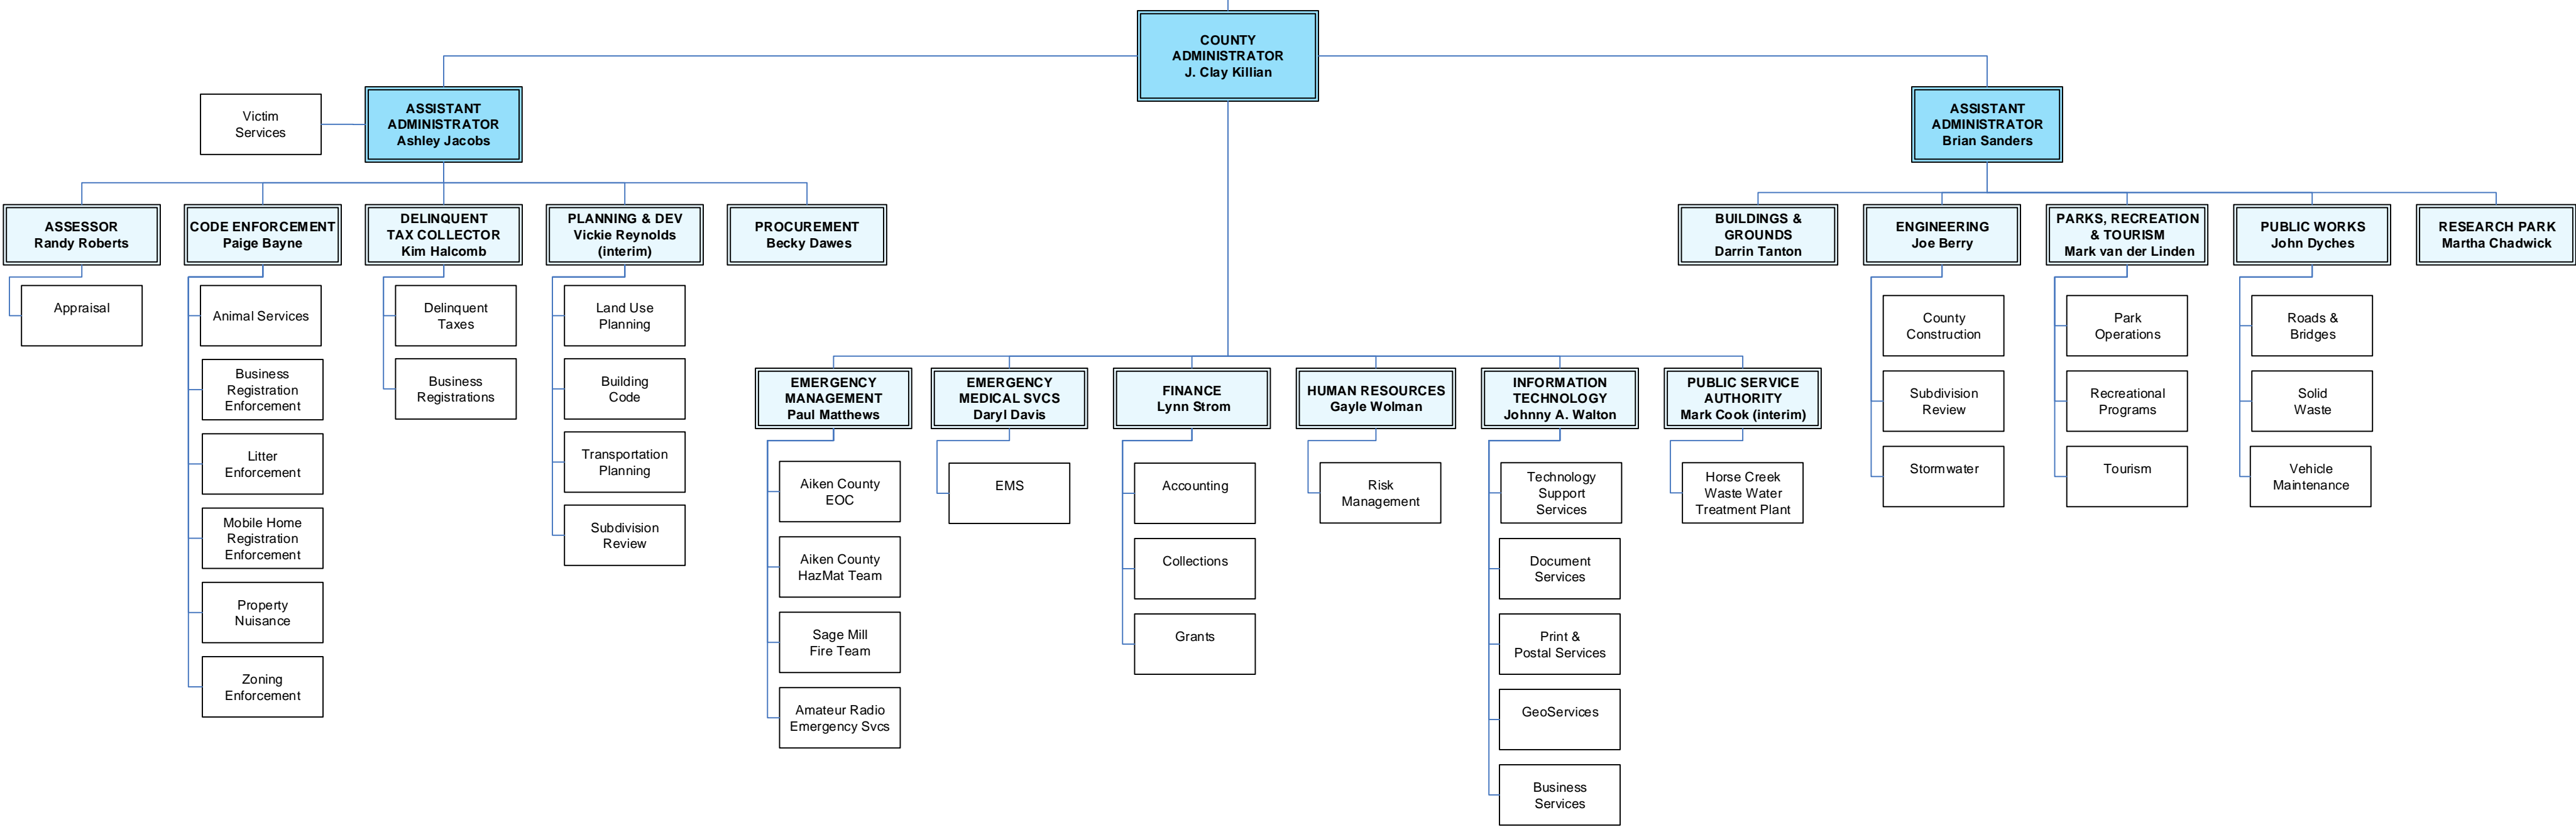 COUNTY
ADMINISTRATOR
J. Clay Killian
Victim
Services
ASSISTANT
ADMINISTRATOR
Ashley Jacobs
ASSISTANT
ADMINISTRATOR
Brian Sanders
ASSESSOR
Randy Roberts
Appraisal
CODE ENFORCEMENT
Paige Bayne
Animal Services
Business
Registration
Enforcement
Litter
Enforcement
Mobile Home
Registration
Enforcement
Property
Nuisance
Zoning
Enforcement
DELINQUENT
TAX COLLECTOR
Kim Halcomb
Delinquent
Taxes
Business
Registrations
PLANNING & DEV
Vickie Reynolds
(interim)
Land Use
Planning
Building
Code
Transportation
Planning
Subdivision
Review
PROCUREMENT
Becky Dawes
EMERGENCY
MANAGEMENT
Paul Matthews
Aiken County
EOC
Aiken County
HazMat Team
Sage Mill
Fire Team
Amateur Radio
Emergency Svcs
EMERGENCY
MEDICAL SVCS
Daryl Davis
EMS
FINANCE
Lynn Strom
Accounting
Collections
Grants
HUMAN RESOURCES
Gayle Wolman
Risk
Management
INFORMATION
TECHNOLOGY
Johnny A. Walton
Technology
Support
Services
Document
Services
Print &
Postal Services
GeoServices
Business
Services
PUBLIC SERVICE
AUTHORITY
Mark Cook (interim)
Horse Creek
Waste Water
Treatment Plant
BUILDINGS &
GROUNDS
Darrin Tanton
ENGINEERING
Joe Berry
County
Construction
Subdivision
Review
Stormwater
PARKS, RECREATION
& TOURISM
Mark van der Linden
Park
Operations
Recreational
Programs
Tourism
PUBLIC WORKS
John Dyches
Roads &
Bridges
Solid
Waste
Vehicle
Maintenance
RESEARCH PARK
Martha Chadwick